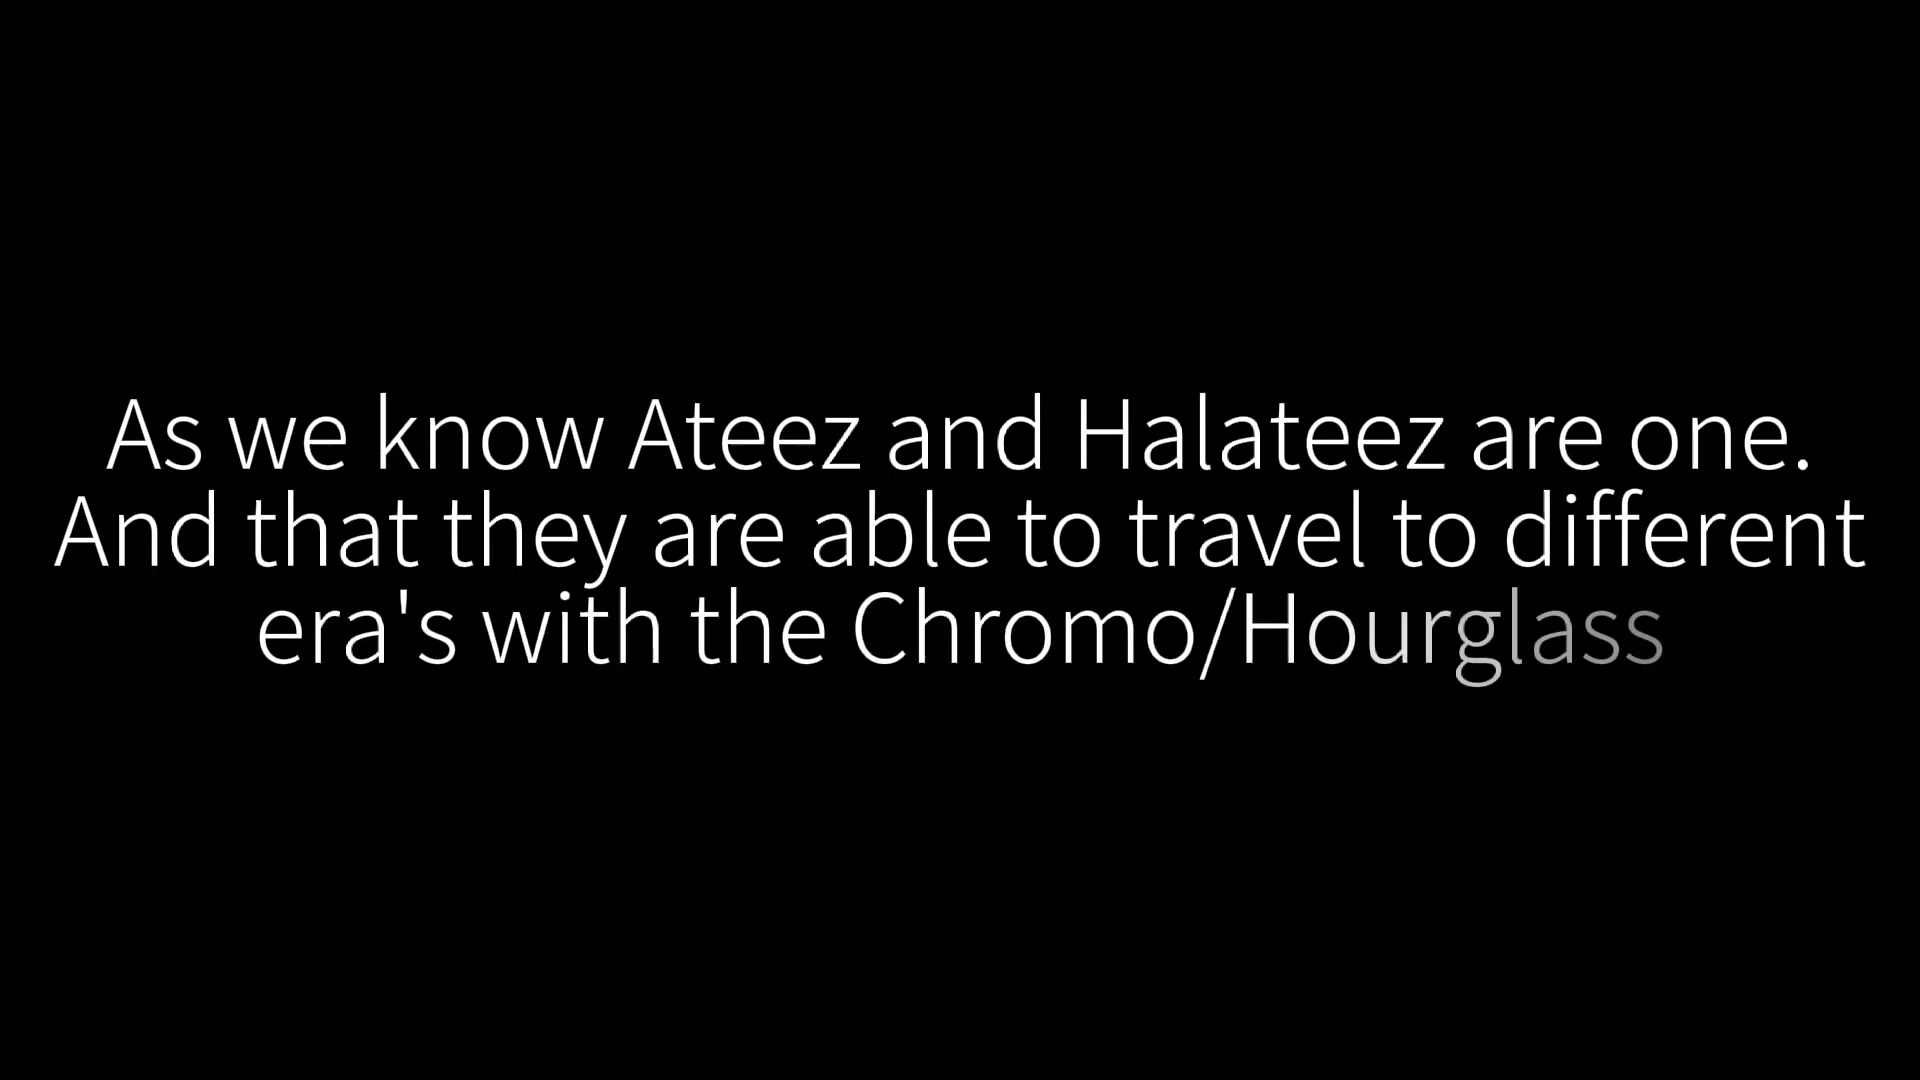 As we know Ateez and Halateez are one.
And that they are able to travel to different
era's with the Chromo/Hourglass